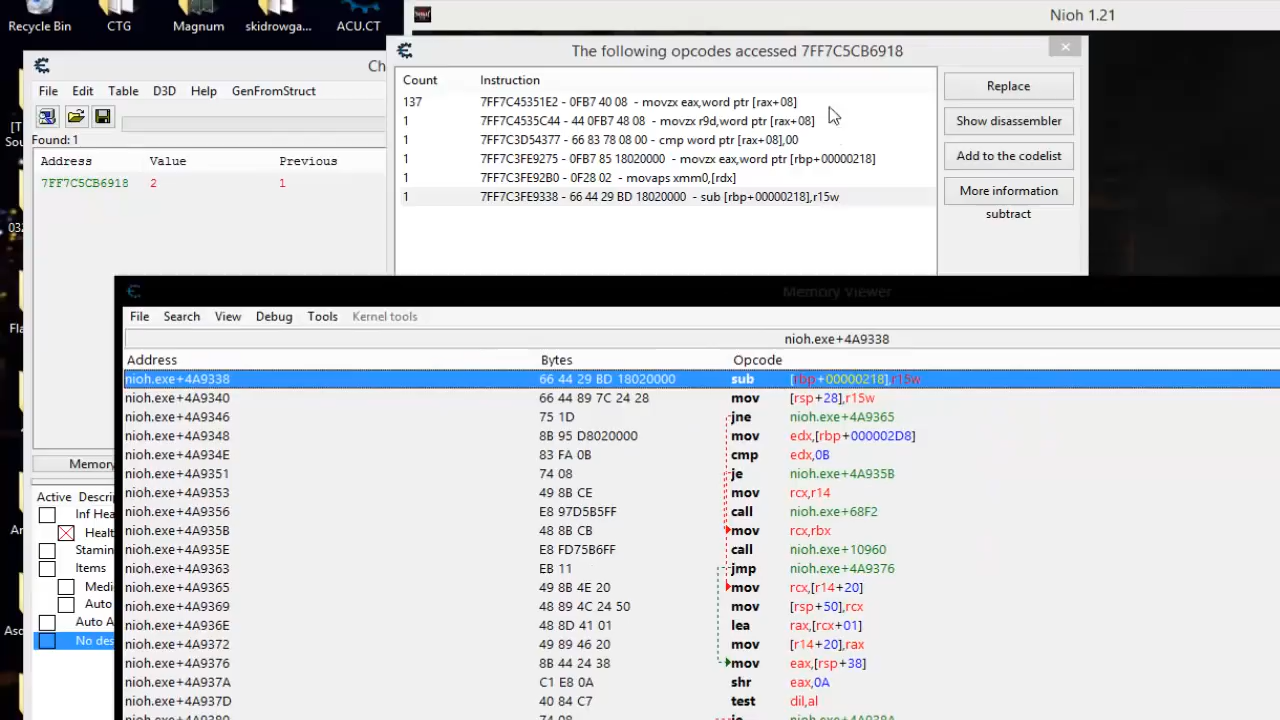 Recycle Bin
CTG
Magnum
skidrowga...
ACU.CT
Nioh 1.21
The following opcodes accessed 7FF7C5CB6918
File Edit Table D3D Help GenFromStruct
Found: 1
Address Value Previous
7FF7C5CB6918 2 1
Count Instruction
137 7FF7C45351E2 - 0FB7 40 08 - movzx eax,word ptr [rax+08]
1 7FF7C4535C44 - 44 0FB7 48 08 - movzx r9d,word ptr [rax+08]
1 7FF7C3D54377 - 66 83 78 08 00 - cmp word ptr [rax+08],00
1 7FF7C3FE9275 - 0FB7 85 18020000 - movzx eax,word ptr [rbp+00000218]
1 7FF7C3FE92B0 - 0F28 02 - movaps xmm0,[rdx]
1 7FF7C3FE9338 - 66 44 29 BD 18020000 - sub [rbp+00000218],r15w
Replace
Show disassembler
Add to the codelist
More information
subtract
Memory Viewer
File Search View Debug Tools Kernel tools
nioh.exe+4A9338
Address Bytes Opcode
nioh.exe+4A9338 66 44 29 BD 18020000 sub [rbp+00000218],r15w
nioh.exe+4A9340 66 44 89 7C 24 28 mov [rsp+28],r15w
nioh.exe+4A9346 75 1D jne nioh.exe+4A9365
nioh.exe+4A9348 8B 95 D8020000 mov edx,[rbp+000002D8]
nioh.exe+4A934E 83 FA 0B cmp edx,0B
nioh.exe+4A9351 74 08 je nioh.exe+4A935B
nioh.exe+4A9353 49 8B CE mov rcx,r14
nioh.exe+4A9356 E8 97D5B5FF call nioh.exe+68F2
nioh.exe+4A935B 48 8B CB mov rcx,rbx
nioh.exe+4A935E E8 FD75B6FF call nioh.exe+10960
nioh.exe+4A9363 EB 11 jmp nioh.exe+4A9376
nioh.exe+4A9365 49 8B 4E 20 mov rcx,[r14+20]
nioh.exe+4A9369 48 89 4C 24 50 mov [rsp+50],rcx
nioh.exe+4A936E 48 8D 41 01 lea rax,[rcx+01]
nioh.exe+4A9372 49 89 46 20 mov [r14+20],rax
nioh.exe+4A9376 8B 44 24 38 mov eax,[rsp+38]
nioh.exe+4A937A C1 E8 0A shr eax,0A
nioh.exe+4A937D 40 84 C7 test dil,al
nioh.exe+4A9380 74 08 je nioh.exe+4A938A
Memory
Active Descrip
Inf Hea
Healt
Stamin
Items
Medi
Auto
Auto A
No des